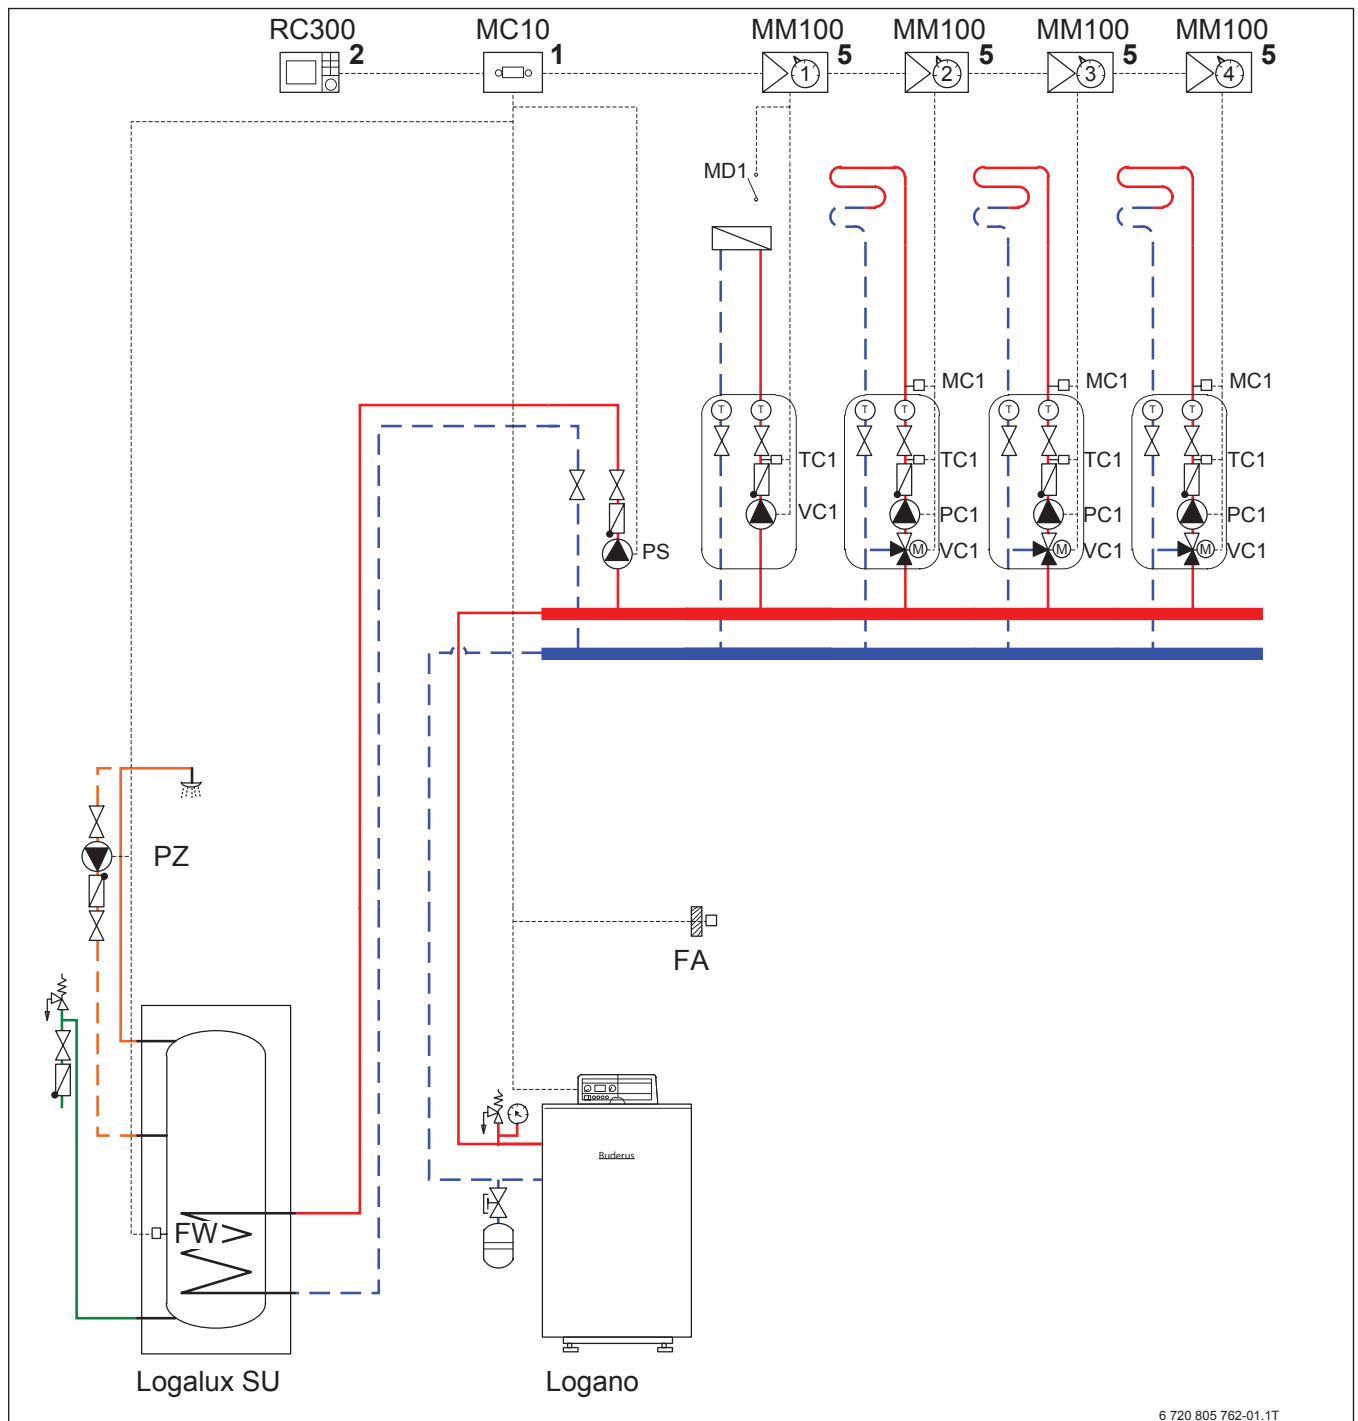 RC300 MC10 MM100 MM100 MM100 MM100
2 1 5 5 5 5
1 2 3 4
MD1
MC1 MC1 MC1
T T T T T T T T
TC1 TC1 TC1 TC1
VC1 PC1 PC1 PC1
PS M VC1 M VC1 M VC1
PZ
FA
Buderus
FW
Logalux SU Logano
6 720 805 762-01.1T